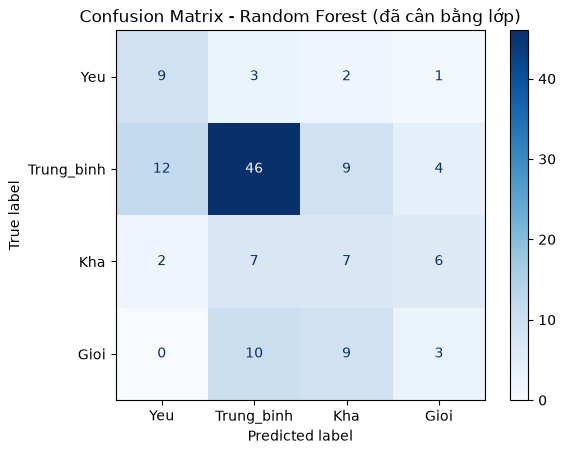 Confusion Matrix - Random Forest (đã cân bằng lớp)
Yeu 9 3 2 1
Trung_binh 12 46 9 4
Kha 2 7 7 6
Gioi 0 10 9 3
Yeu Trung_binh Kha Gioi
Predicted label
True label
40
30
20
10
0